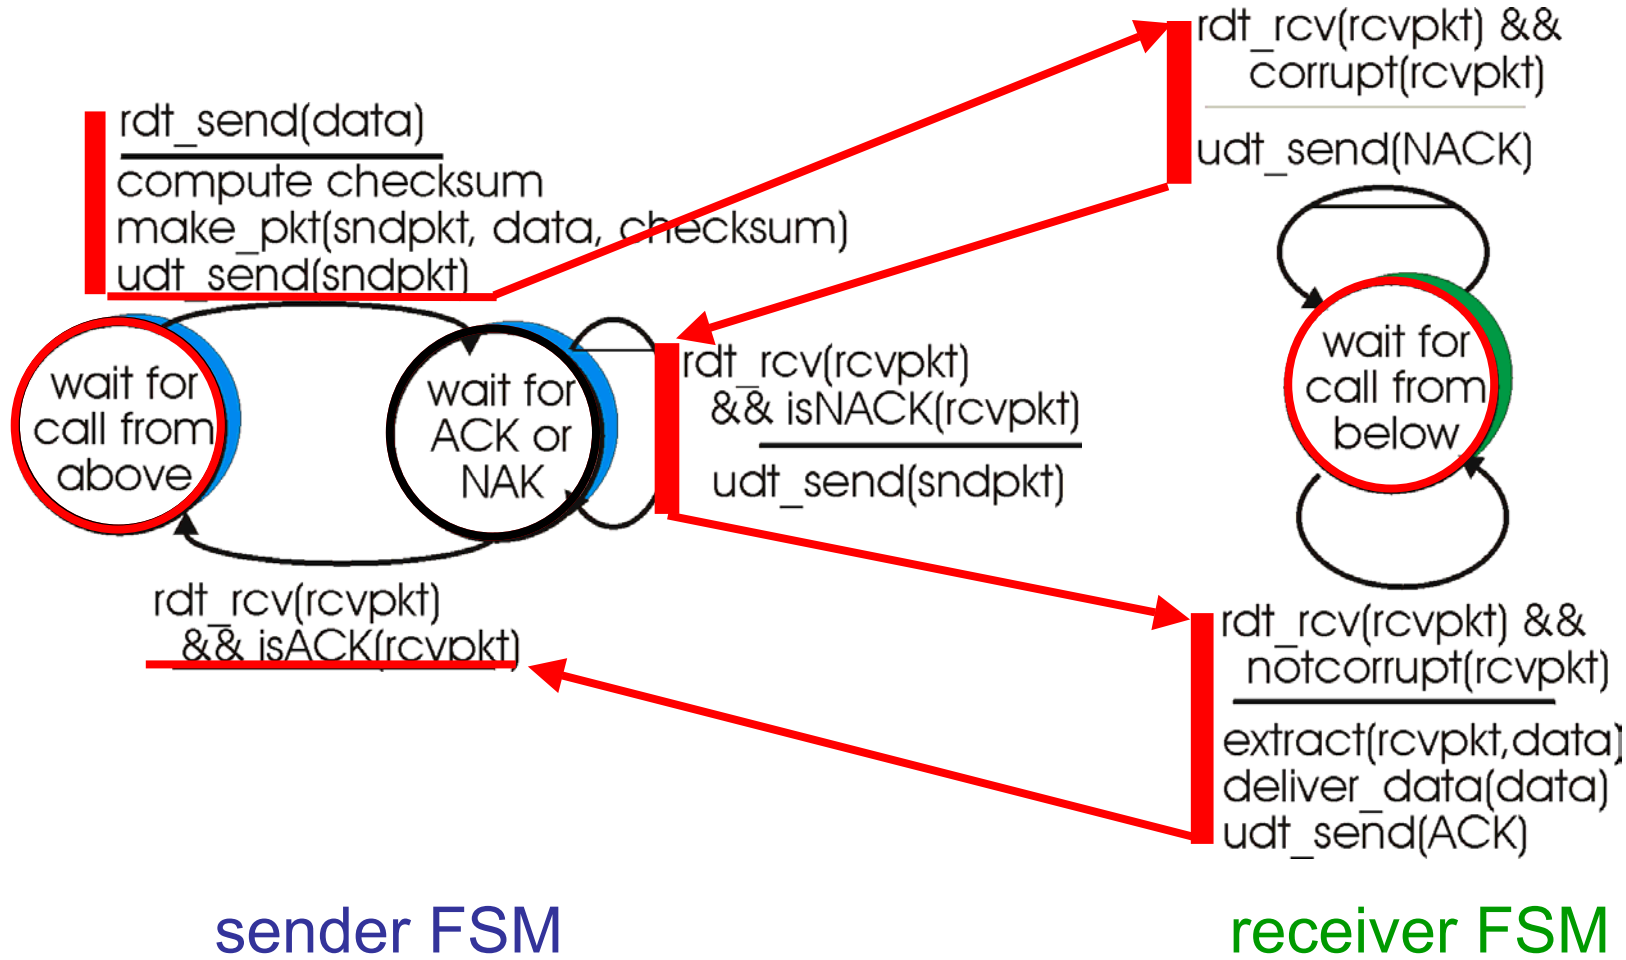 rdt_send(data)
compute checksum
make_pkt(sndpkt, data, checksum)
udt_send(sndpkt)
wait for
call from
above
wait for
ACK or
NAK
rdt_rcv(rcvpkt)
&& isNACK(rcvpkt)
udt_send(sndpkt)
rdt_rcv(rcvpkt)
&& isACK(rcvpkt)
sender FSM
rdt_rcv(rcvpkt) &&
corrupt(rcvpkt)
udt_send(NACK)
wait for
call from
below
rdt_rcv(rcvpkt) &&
notcorrupt(rcvpkt)
extract(rcvpkt,data)
deliver_data(data)
udt_send(ACK)
receiver FSM